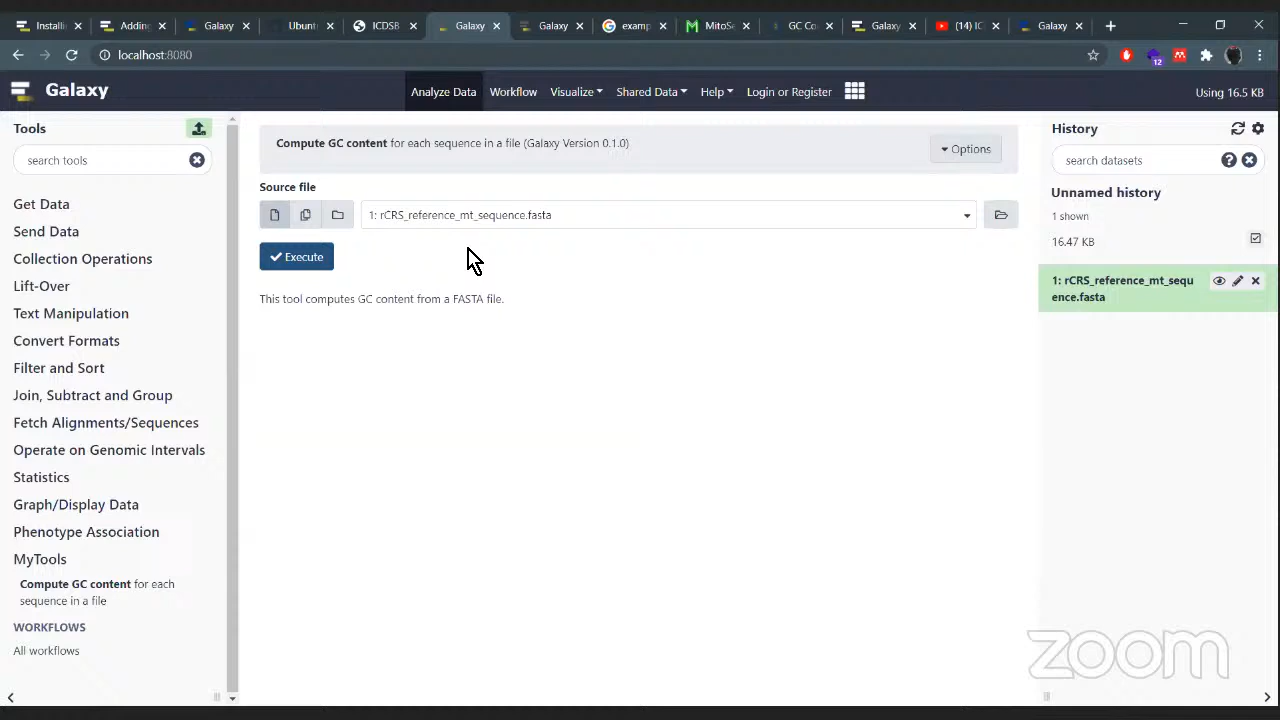 Installi
Addin
Galaxy
Ubunt
ICDSB
Galaxy
Galaxy
examp
MitoSe
GC Co
Galaxy
(14) IC
Galaxy
localhost:8080
12
Galaxy
Analyze Data
Workflow
Visualize
Shared Data
Help
Login or Register
Using 16.5 KB
Tools
search tools
Get Data
Send Data
Collection Operations
Lift-Over
Text Manipulation
Convert Formats
Filter and Sort
Join, Subtract and Group
Fetch Alignments/Sequences
Operate on Genomic Intervals
Statistics
Graph/Display Data
Phenotype Association
MyTools
Compute GC content for each
sequence in a file
WORKFLOWS
All workflows
Compute GC content for each sequence in a file (Galaxy Version 0.1.0)
Options
Source file
1: rCRS_reference_mt_sequence.fasta
Execute
This tool computes GC content from a FASTA file.
History
search datasets
Unnamed history
1 shown
16.47 KB
1: rCRS_reference_mt_sequ
ence.fasta
zoom